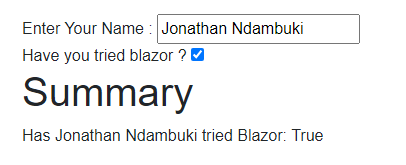 Enter Your Name : Jonathan Ndambuki
Have you tried blazor ?
Summary
Has Jonathan Ndambuki tried Blazor: True